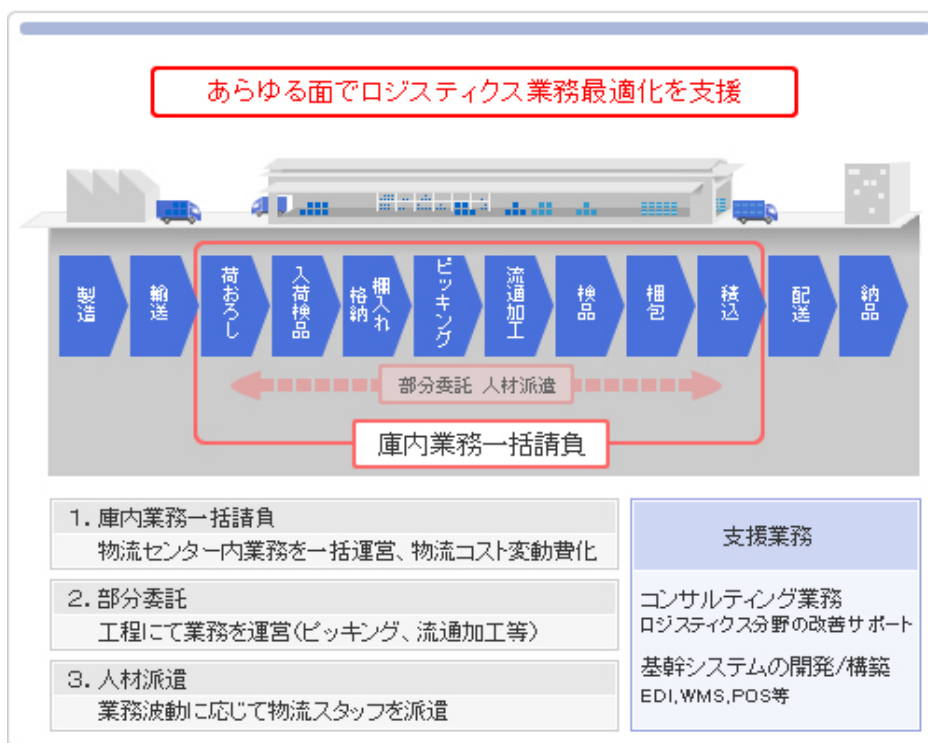 あらゆる面でロジスティクス業務最適化を支援
製造
輸送
荷おろし
入荷検品
棚入れ
格納
ピッキング
流通加工
検品
梱包
積込
配送
納品
部分委託 人材派遣
庫内業務一括請負
1. 庫内業務一括請負
物流センター内業務を一括運営、物流コスト変動費化
2. 部分委託
工程にて業務を運営(ピッキング、流通加工等)
3. 人材派遣
業務波動に応じて物流スタッフを派遣
支援業務
コンサルティング業務
ロジスティクス分野の改善サポート
基幹システムの開発/構築
EDI,WMS,POS等